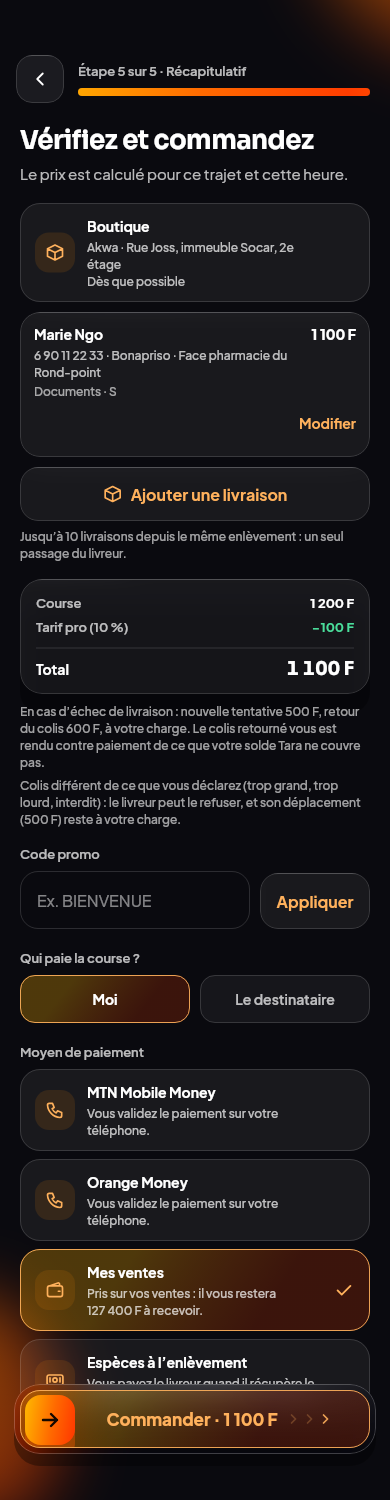 Étape 5 sur 5 · Récapitulatif
Vérifiez et commandez
Le prix est calculé pour ce trajet et cette heure.
Boutique
Akwa · Rue Joss, immeuble Socar, 2e
étage
Dès que possible
Marie Ngo
1 100 F
6 90 11 22 33 · Bonapriso · Face pharmacie du
Rond-point
Documents · S
Modifier
Ajouter une livraison
Jusqu’à 10 livraisons depuis le même enlèvement : un seul
passage du livreur.
Course
1 200 F
Tarif pro (10 %)
−100 F
Total
1 100 F
En cas d’échec de livraison : nouvelle tentative 500 F, retour
du colis 600 F, à votre charge. Le colis retourné vous est
rendu contre paiement de ce que votre solde Tara ne couvre
pas.
Colis différent de ce que vous déclarez (trop grand, trop
lourd, interdit) : le livreur peut le refuser, et son déplacement
(500 F) reste à votre charge.
Code promo
Ex. BIENVENUE
Appliquer
Qui paie la course ?
Moi
Le destinataire
Moyen de paiement
MTN Mobile Money
Vous validez le paiement sur votre
téléphone.
Orange Money
Vous validez le paiement sur votre
téléphone.
Mes ventes
Pris sur vos ventes : il vous restera
127 400 F à recevoir.
Espèces à l’enlèvement
Vous payez le livreur quand il récupère le
Commander · 1 100 F